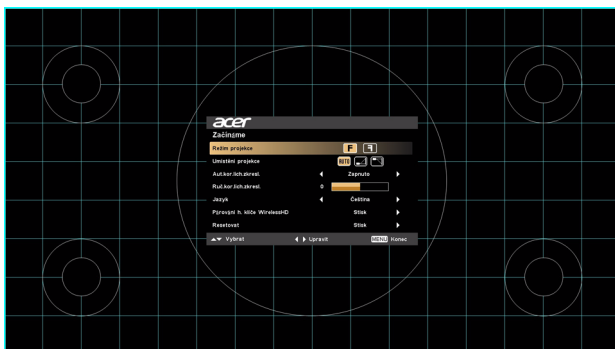 acer
Začínáme
Režim projekce F F
Umístění projekce AUTO
Aut.kor.lich.zkresl. Zapnuto
Ruč.kor.lich.zkresl. 0
Jazyk Čeština
Párování h. klíče WirelessHD Stisk
Resetovat Stisk
Vybrat Upravit MENU Konec